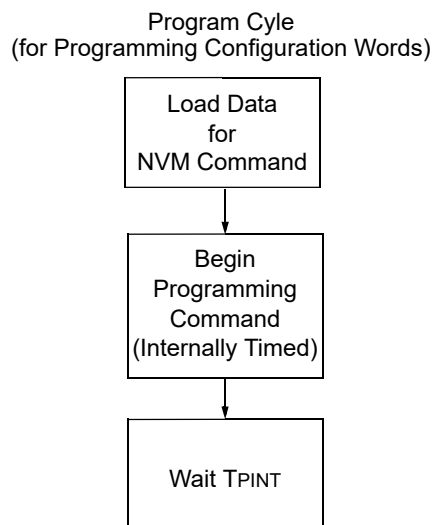 Program Cyle
(for Programming Configuration Words)
Load Data
for
NVM Command
Begin
Programming
Command
(Internally Timed)
Wait TPINT